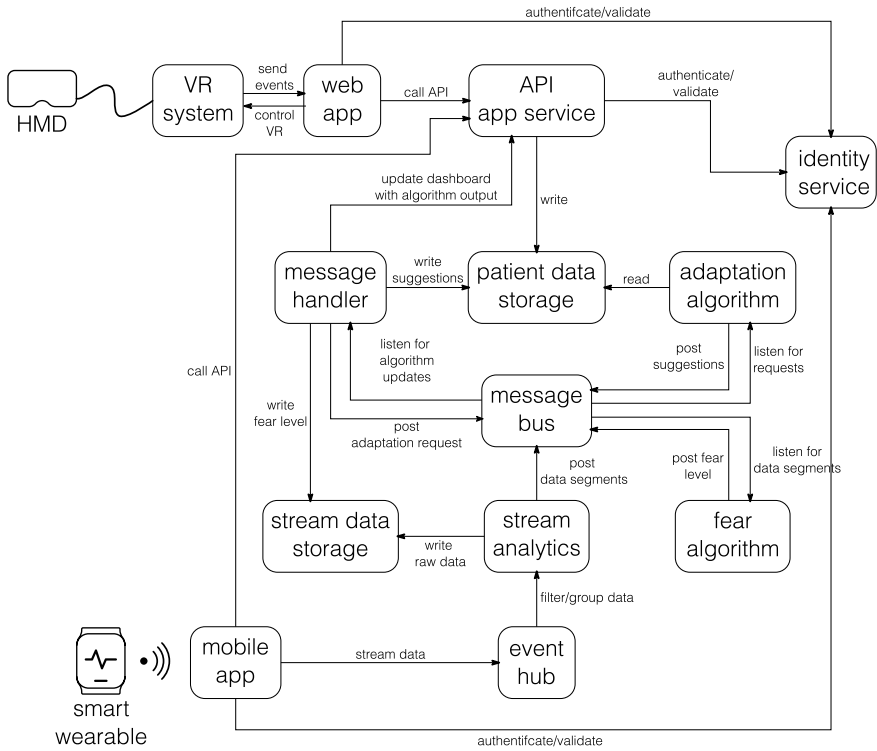 authentifcate/validate
HMD
VR
system
send
events
control
VR
web
app
call API
API
app service
authenticate/
validate
identity
service
update dashboard
with algorithm output
write
message
handler
write
suggestions
patient data
storage
read
adaptation
algorithm
call API
listen for
algorithm
updates
post
suggestions
listen for
requests
write
fear level
post
adaptation request
message
bus
post
data segments
post fear
level
listen for
data segments
stream data
storage
write
raw data
stream
analytics
fear
algorithm
filter/group data
smart
wearable
mobile
app
stream data
event
hub
authentifcate/validate